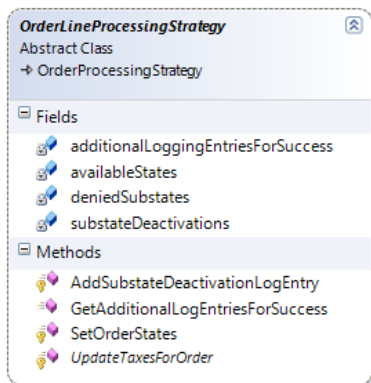 OrderLineProcessingStrategy
Abstract Class
OrderProcessingStrategy
Fields
additionalLoggingEntriesForSuccess
availableStates
deniedSubstates
substateDeactivations
Methods
AddSubstateDeactivationLogEntry
GetAdditionalLogEntriesForSuccess
SetOrderStates
UpdateTaxesForOrder